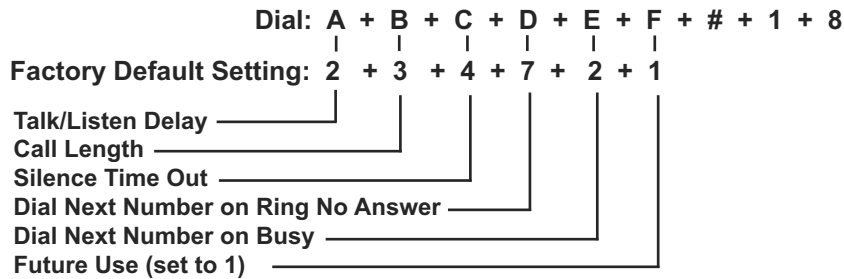 Dial: A + B + C + D + E + F + # + 1 + 8
Factory Default Setting: 2 + 3 + 4 + 7 + 2 + 1
Talk/Listen Delay
Call Length
Silence Time Out
Dial Next Number on Ring No Answer
Dial Next Number on Busy
Future Use (set to 1)